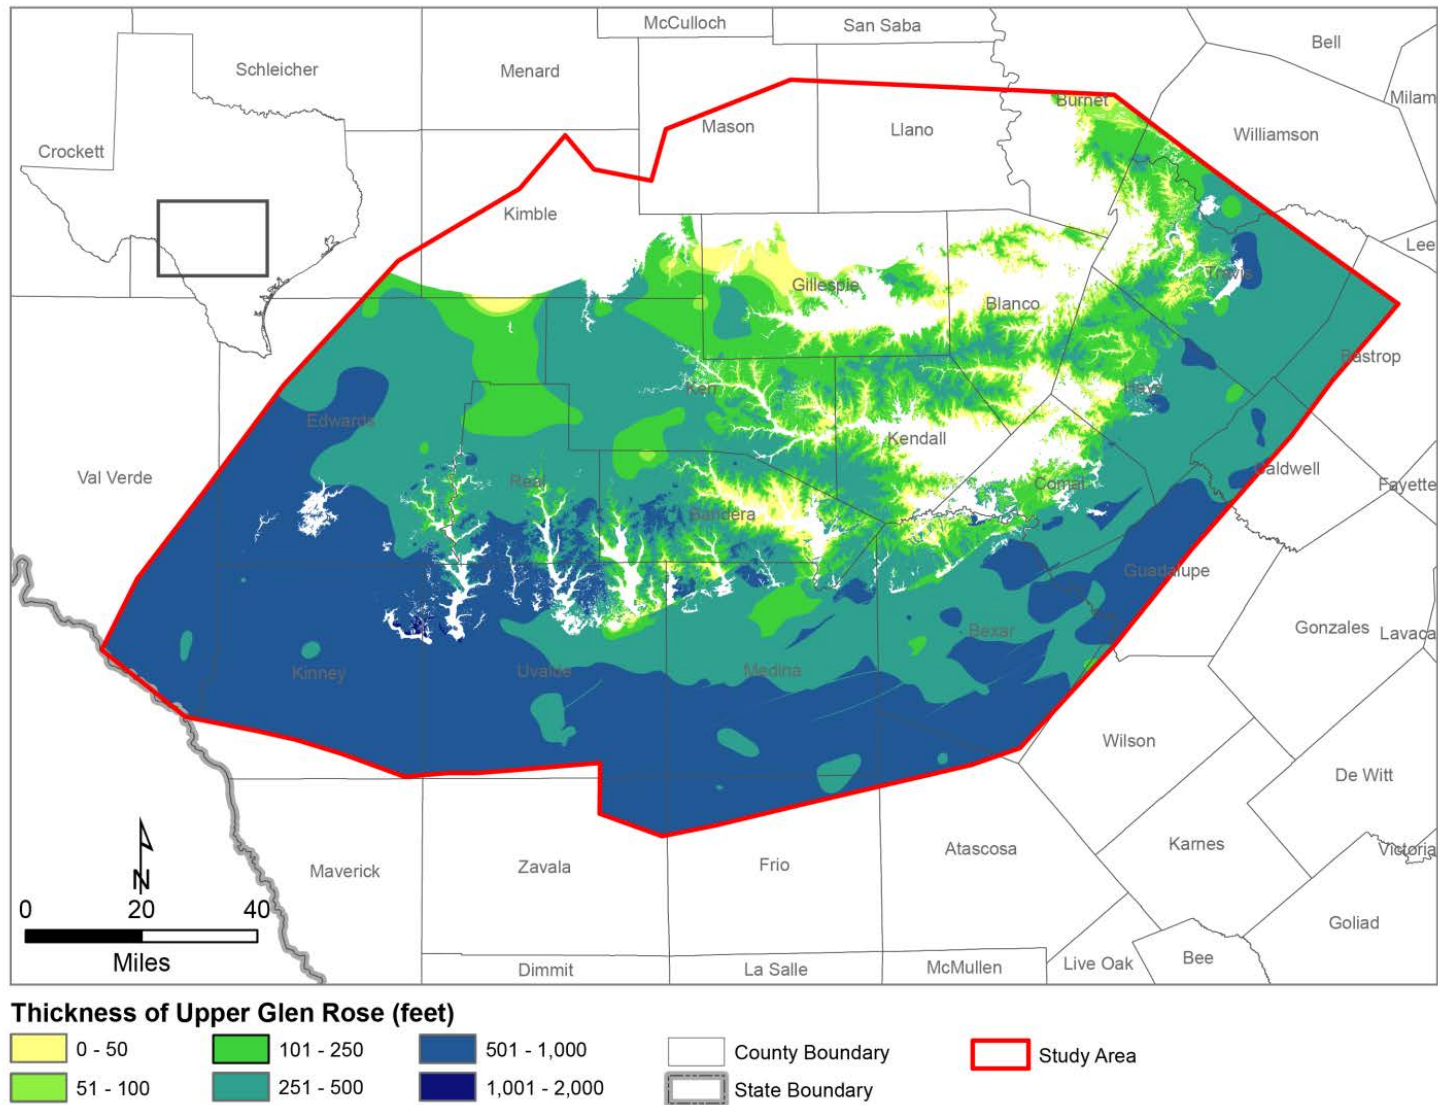 McCulloch
San Saba
Bell
Schleicher
Menard
Milam
Burnet
Mason
Llano
Williamson
Crockett
Kimble
Lee
Travis
Gillespie
Blanco
Bastrop
Kerr
Hays
Edwards
Kendall
Val Verde
Caldwell
Fayette
Real
Comal
Bandera
Guadalupe
Gonzales
Lavaca
Bexar
Kinney
Uvalde
Medina
Wilson
De Witt
Karnes
Victoria
Atascosa
Maverick
Zavala
Frio
N
0 20 40
Goliad
Miles
Dimmit
La Salle
McMullen
Live Oak
Bee
Thickness of Upper Glen Rose (feet)
0 - 50
101 - 250
501 - 1,000
County Boundary
Study Area
51 - 100
251 - 500
1,001 - 2,000
State Boundary